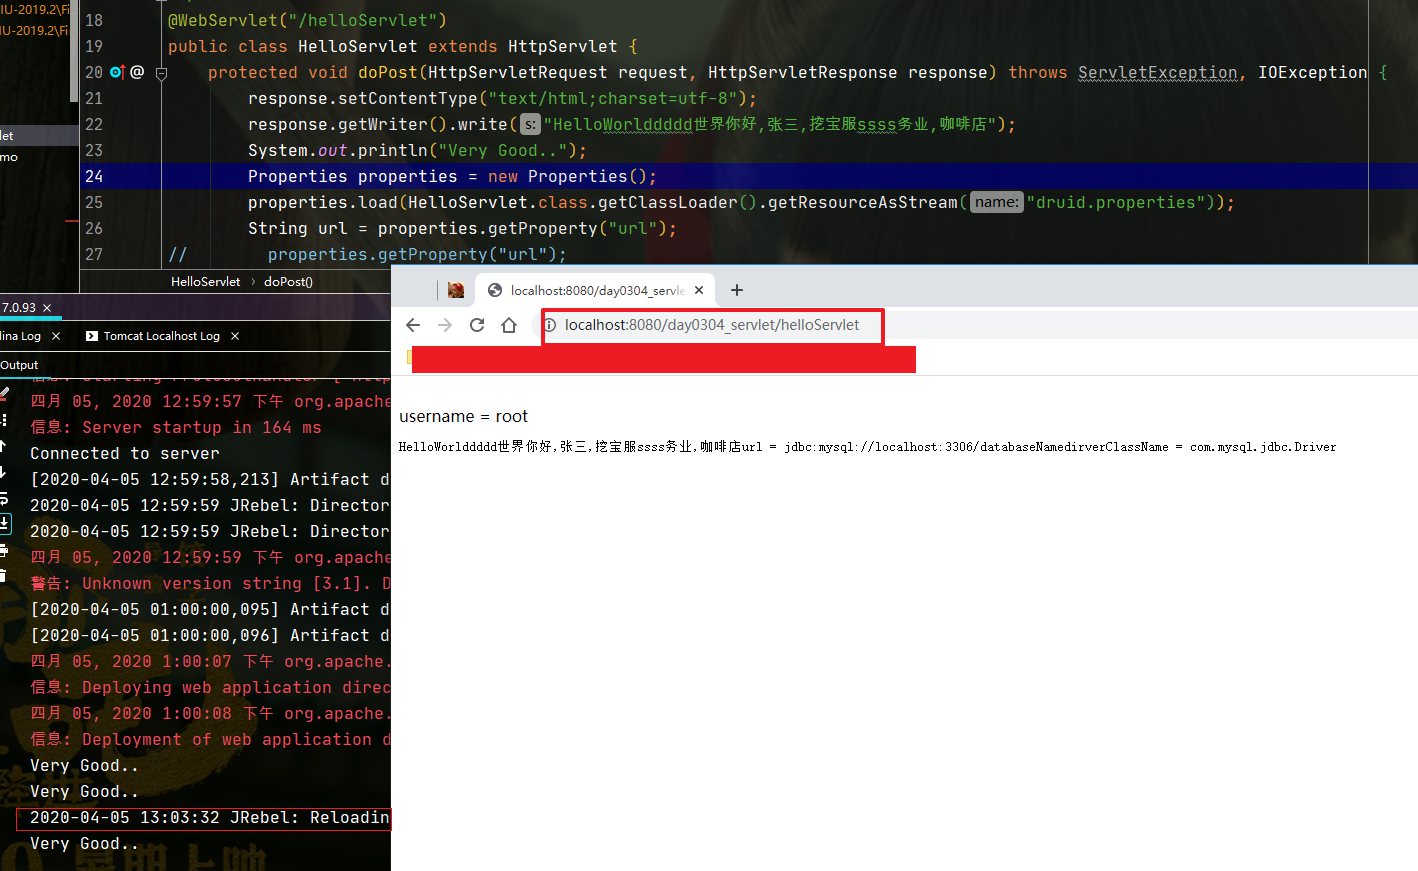 IU-2019.2\Fi
IU-2019.2\Fi
let
mo
18 @WebServlet("/helloServlet")
19 public class HelloServlet extends HttpServlet {
20 @ protected void doPost(HttpServletRequest request, HttpServletResponse response) throws ServletException, IOException {
21 response.setContentType("text/html;charset=utf-8");
22 response.getWriter().write( s: "HelloWorlddddd世界你好,张三,挖宝服ssss务业,咖啡店");
23 System.out.println("Very Good..");
24 Properties properties = new Properties();
25 properties.load(HelloServlet.class.getClassLoader().getResourceAsStream( name: "druid.properties"));
26 String url = properties.getProperty("url");
27 // properties.getProperty("url");
HelloServlet › doPost()
7.0.93 ×
lina Log × Tomcat Localhost Log ×
Output
四月 05, 2020 12:59:57 下午 org.apache
信息: Server startup in 164 ms
Connected to server
[2020-04-05 12:59:58,213] Artifact d
2020-04-05 12:59:59 JRebel: Director
2020-04-05 12:59:59 JRebel: Director
四月 05, 2020 12:59:59 下午 org.apache
警告: Unknown version string [3.1]. D
[2020-04-05 01:00:00,095] Artifact d
[2020-04-05 01:00:00,096] Artifact d
四月 05, 2020 1:00:07 下午 org.apache.
信息: Deploying web application direc
四月 05, 2020 1:00:08 下午 org.apache.
信息: Deployment of web application d
Very Good..
Very Good..
2020-04-05 13:03:32 JRebel: Reloadin
Very Good..
localhost:8080/day0304_servle ×
localhost:8080/day0304_servlet/helloServlet
username = root
HelloWorlddddd世界你好,张三,挖宝服ssss务业,咖啡店url = jdbc:mysql://localhost:3306/databaseNamedirverClassName = com.mysql.jdbc.Driver